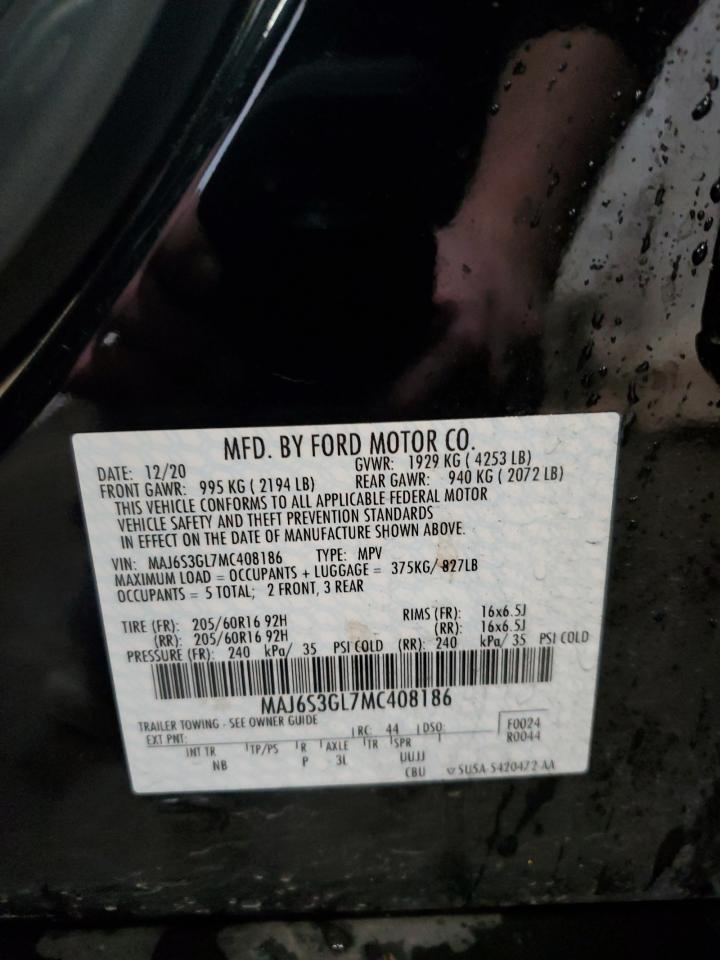 MFD. BY FORD MOTOR CO.
DATE: 12/20 GVWR: 1929 KG ( 4253 LB)
FRONT GAWR: 995 KG ( 2194 LB) REAR GAWR: 940 KG ( 2072 LB)
THIS VEHICLE CONFORMS TO ALL APPLICABLE FEDERAL MOTOR
VEHICLE SAFETY AND THEFT PREVENTION STANDARDS
IN EFFECT ON THE DATE OF MANUFACTURE SHOWN ABOVE.
VIN: MAJ6S3GL7MC408186 TYPE: MPV
MAXIMUM LOAD = OCCUPANTS + LUGGAGE = 375KG/ 827LB
OCCUPANTS = 5 TOTAL; 2 FRONT, 3 REAR
TIRE (FR): 205/60R16 92H RIMS (FR): 16x6.5J
(RR): 205/60R16 92H (RR): 16x6.5J
PRESSURE (FR): 240 kPa/ 35 PSI COLD (RR): 240 kPa/ 35 PSI COLD
MAJ6S3GL7MC408186
TRAILER TOWING - SEE OWNER GUIDE
EXT PNT: RC: 44 DSO: F0024
R0044
INT TR TP/PS R AXLE TR SPR
NB P 3L UUJJ
CBU SU5A-5420472-AA